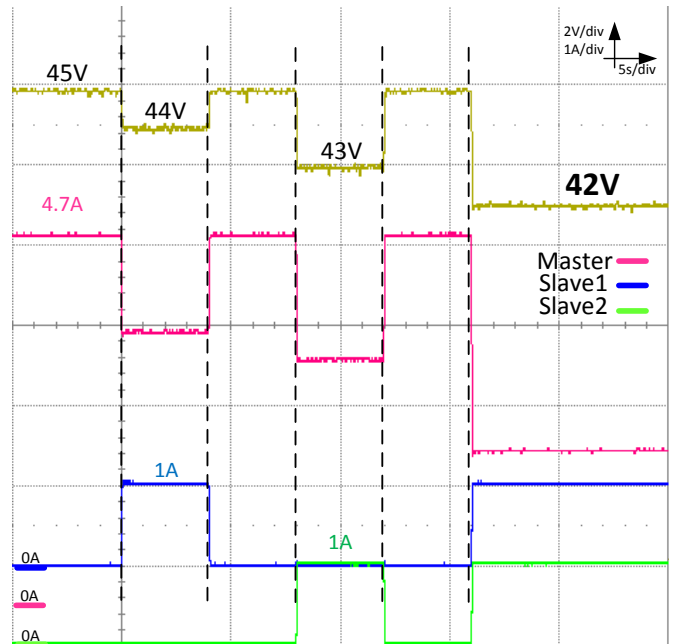 2V/div
1A/div
5s/div
45V
44V
43V
42V
4.7A
Master
Slave1
Slave2
1A
1A
0A
0A
0A